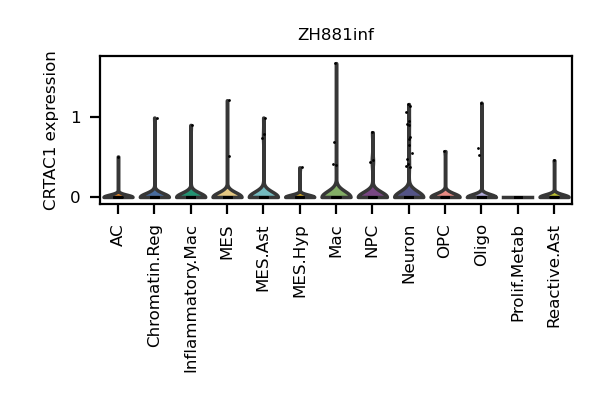 ZH881inf
CRTAC1 expression
1
0
AC
Chromatin.Reg
Inflammatory.Mac
MES
MES.Ast
MES.Hyp
Mac
NPC
Neuron
OPC
Oligo
Prolif.Metab
Reactive.Ast